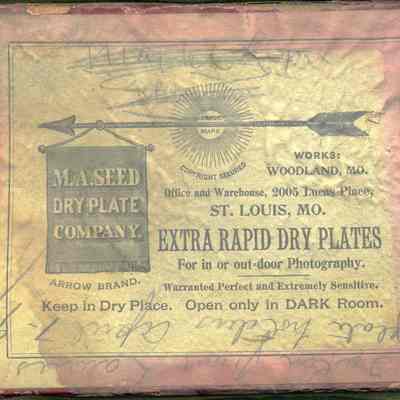 TRADE
MARK
COPYRIGHT SECURED
M.A. SEED
DRY PLATE
COMPANY.
ARROW BRAND.
WORKS:
WOODLAND, MO.
Office and Warehouse, 2005 Lucas Place,
ST. LOUIS, MO.
EXTRA RAPID DRY PLATES
For in or out-door Photography.
Warranted Perfect and Extremely Sensitive.
Keep in Dry Place. Open only in DARK Room.